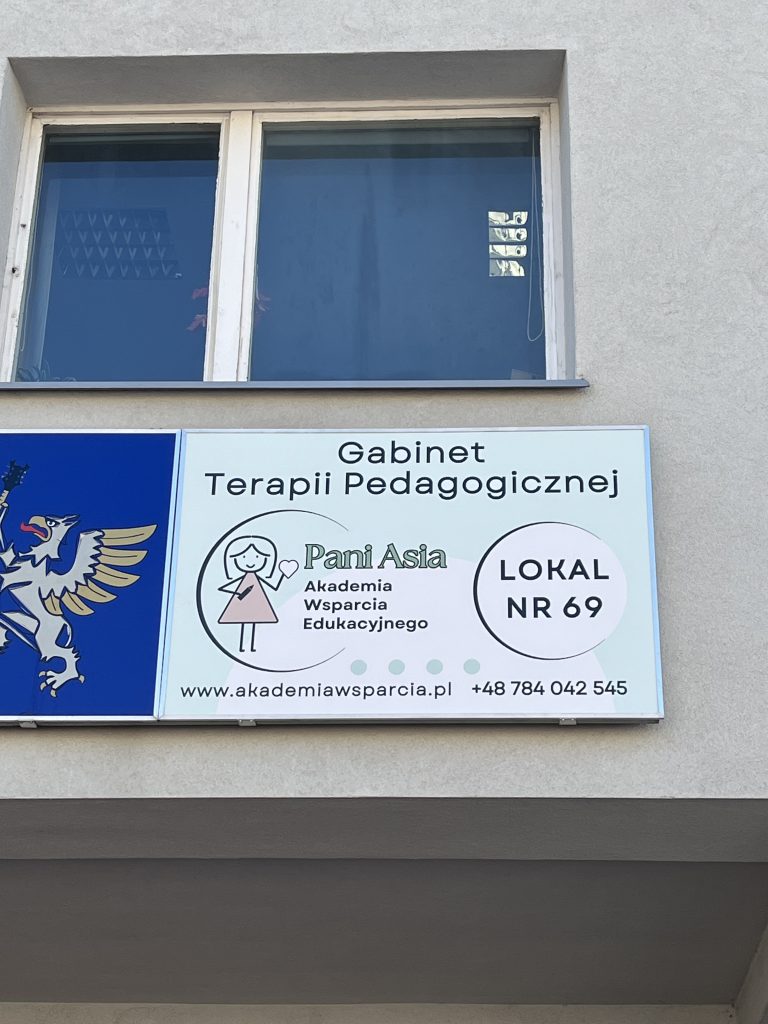 Gabinet
Terapii Pedagogicznej
Pani Asia
Akademia
Wsparcia
Edukacyjnego
LOKAL
NR 69
www.akademiawsparcia.pl +48 784 042 545